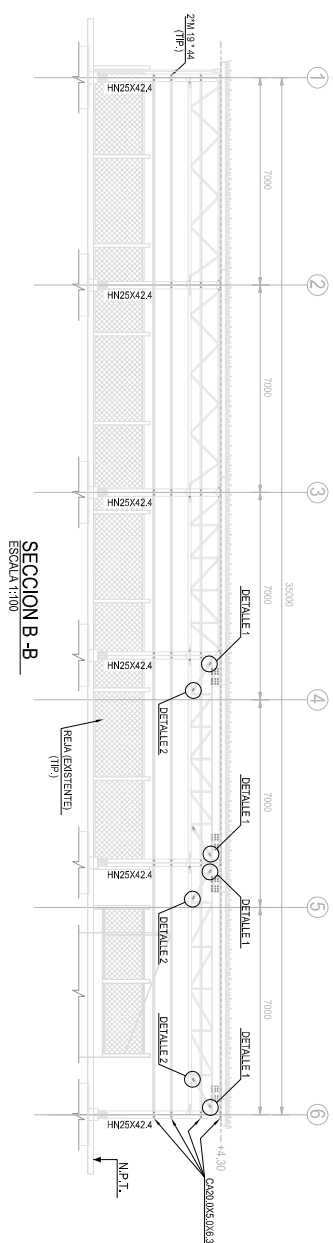 1
2
3
4
5
6
35000
7000
7000
7000
7000
7000
+4.30
DETALLE 1
DETALLE 1
DETALLE 1
DETALLE 1
DETALLE 2
DETALLE 2
DETALLE 2
2"M 19 * 44
(TIP.)
CA20.0X5.0X6.3
HN25X42.4
HN25X42.4
HN25X42.4
HN25X42.4
HN25X42.4
HN25X42.4
REJA (EXISTENTE)
(TIP.)
N.P.T.
SECCION B -B
ESCALA 1:100